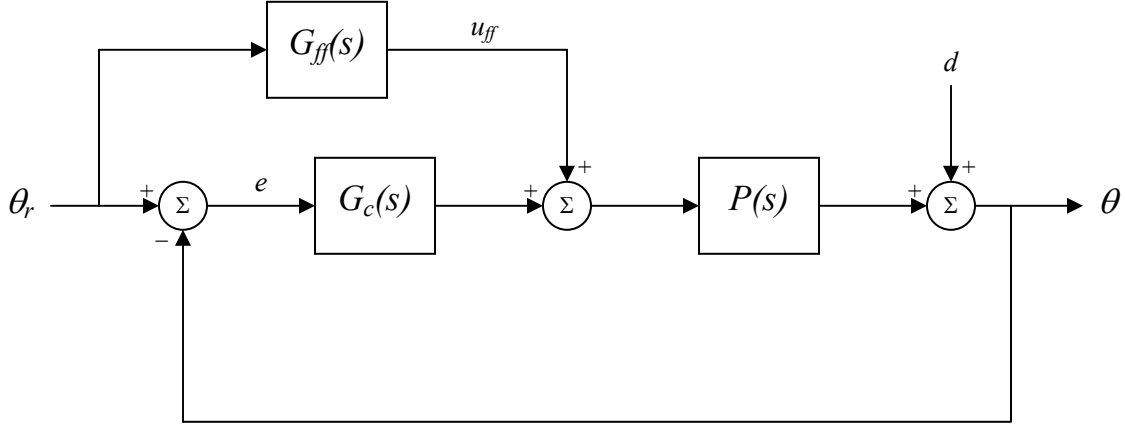 G_ff(s)
u_ff
d
+
+
θ_r
+
Σ
−
e
G_c(s)
+
Σ
P(s)
+
Σ
θ